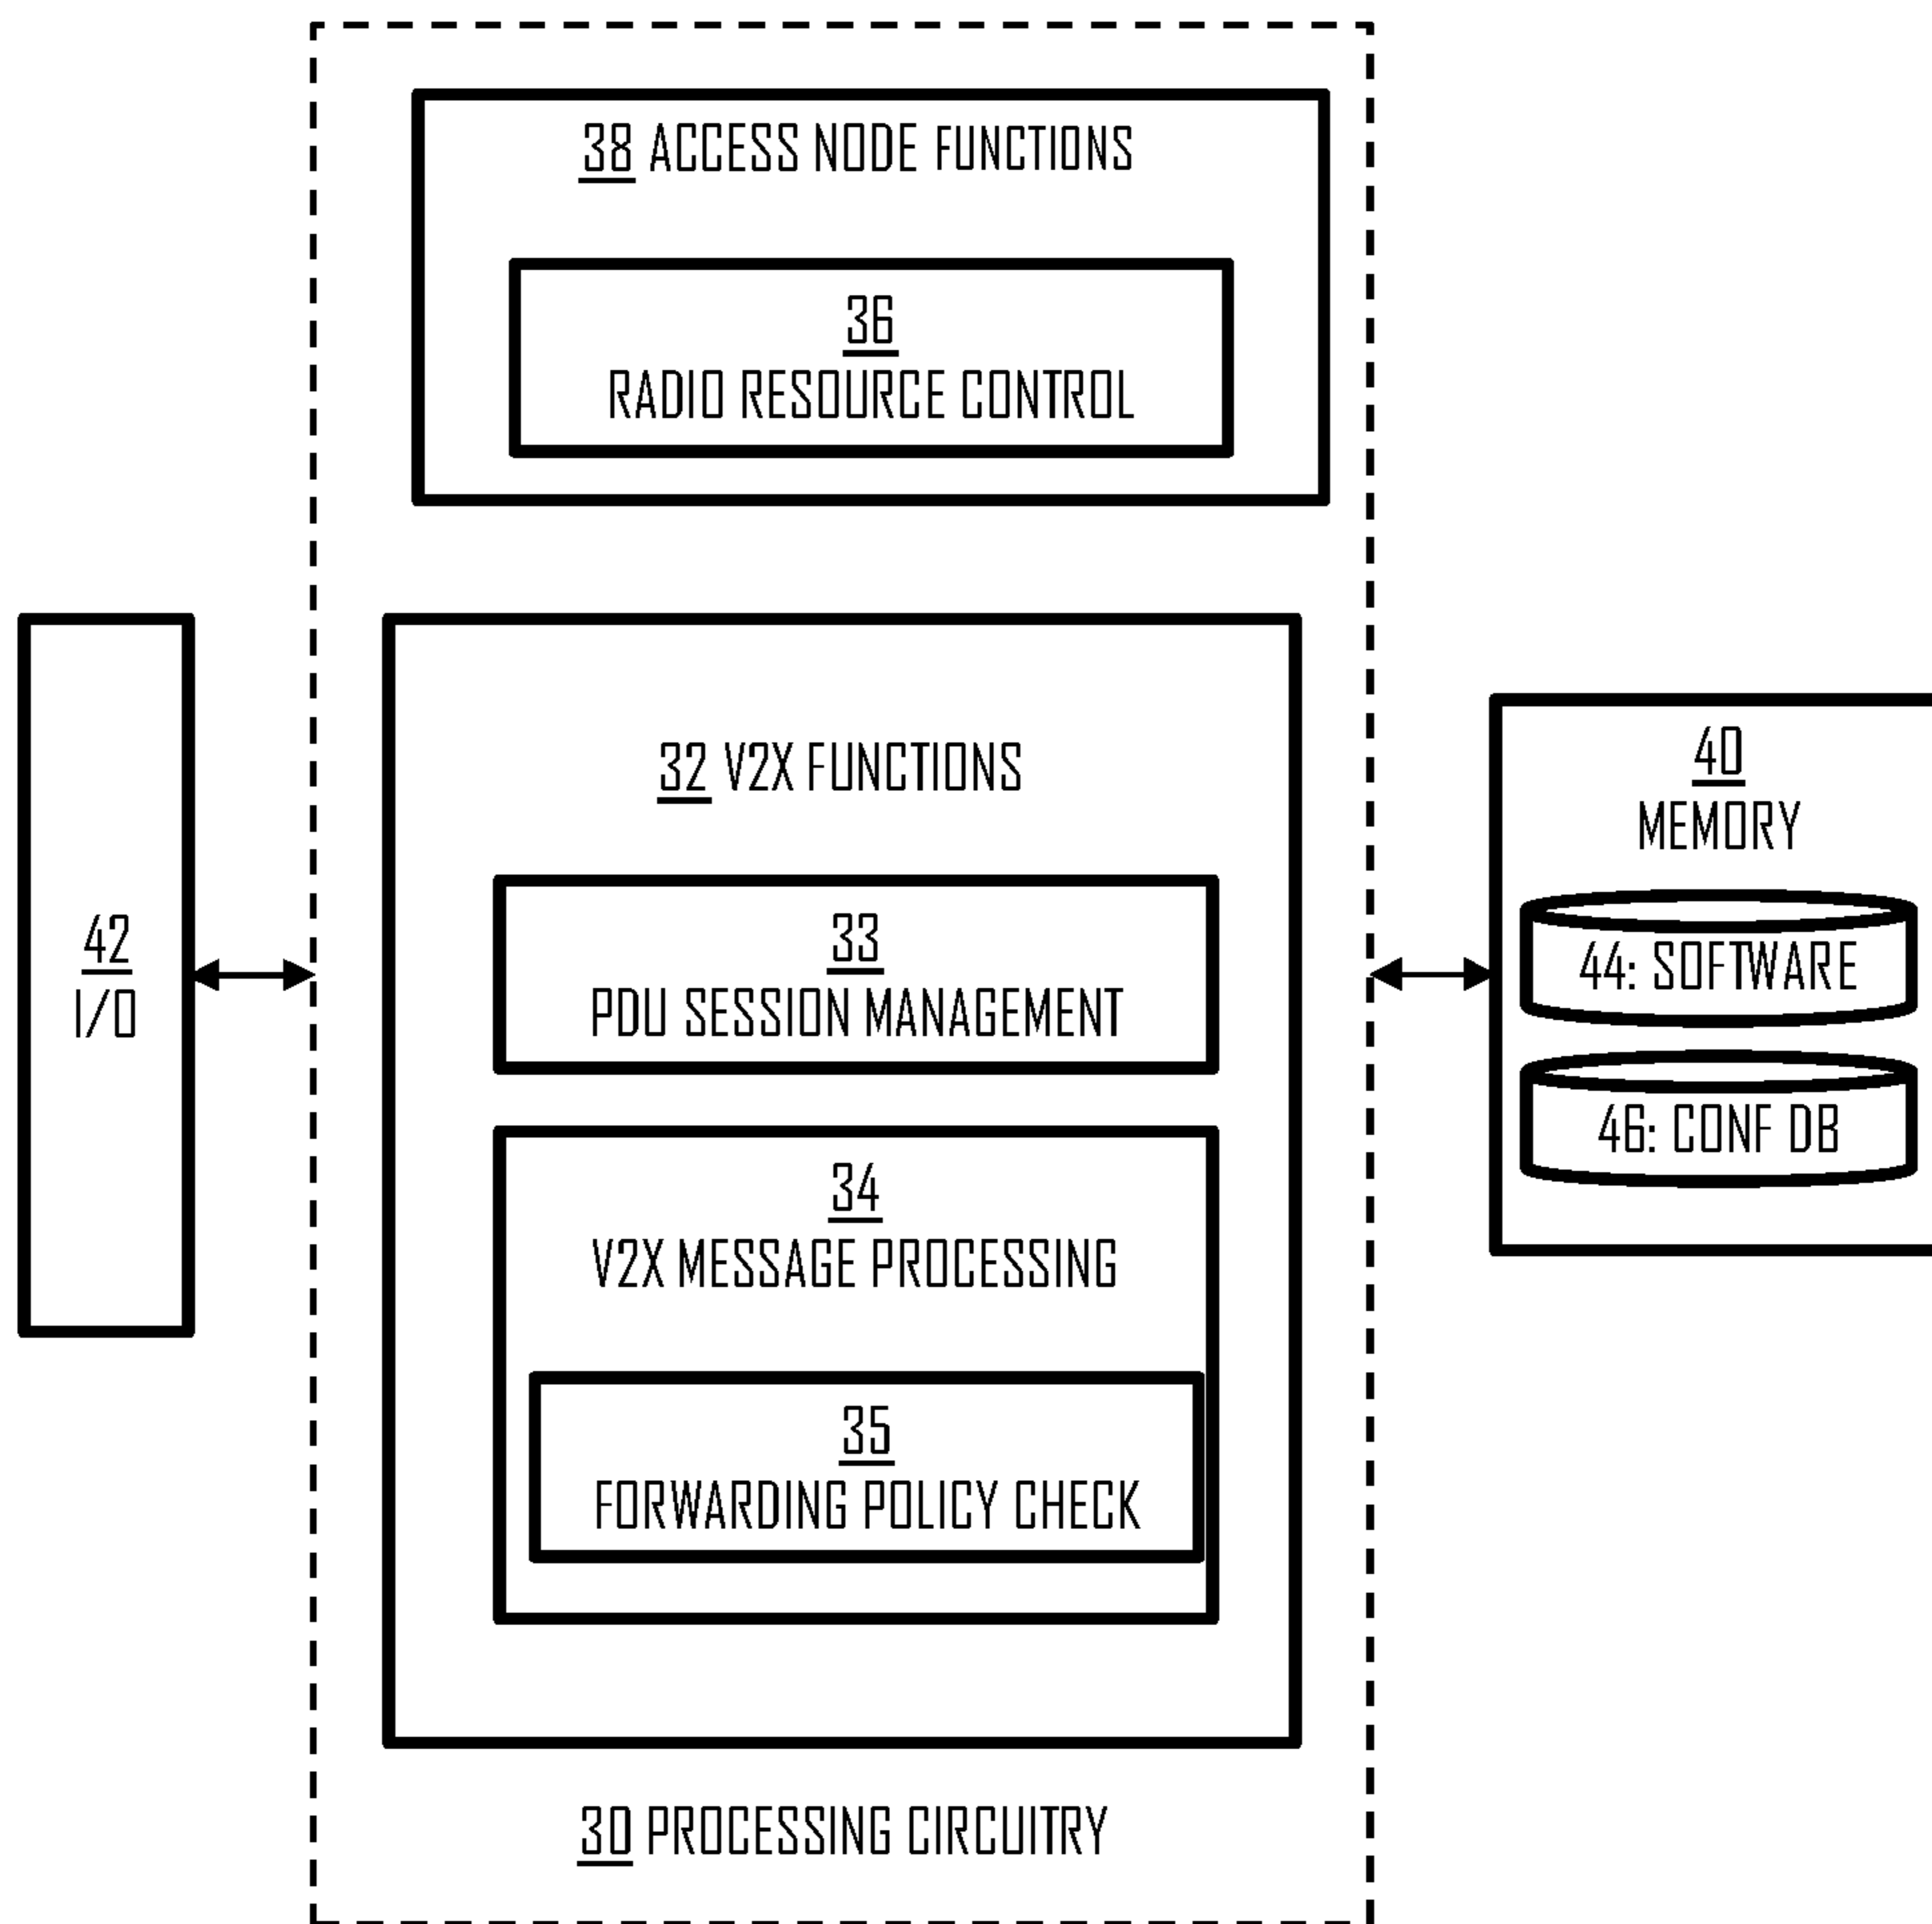 38 ACCESS NODE FUNCTIONS
36
RADIO RESOURCE CONTROL
32 V2X FUNCTIONS
33
PDU SESSION MANAGEMENT
34
V2X MESSAGE PROCESSING
35
FORWARDING POLICY CHECK
30 PROCESSING CIRCUITRY
42
I/O
40
MEMORY
44: SOFTWARE
46: CONF DB